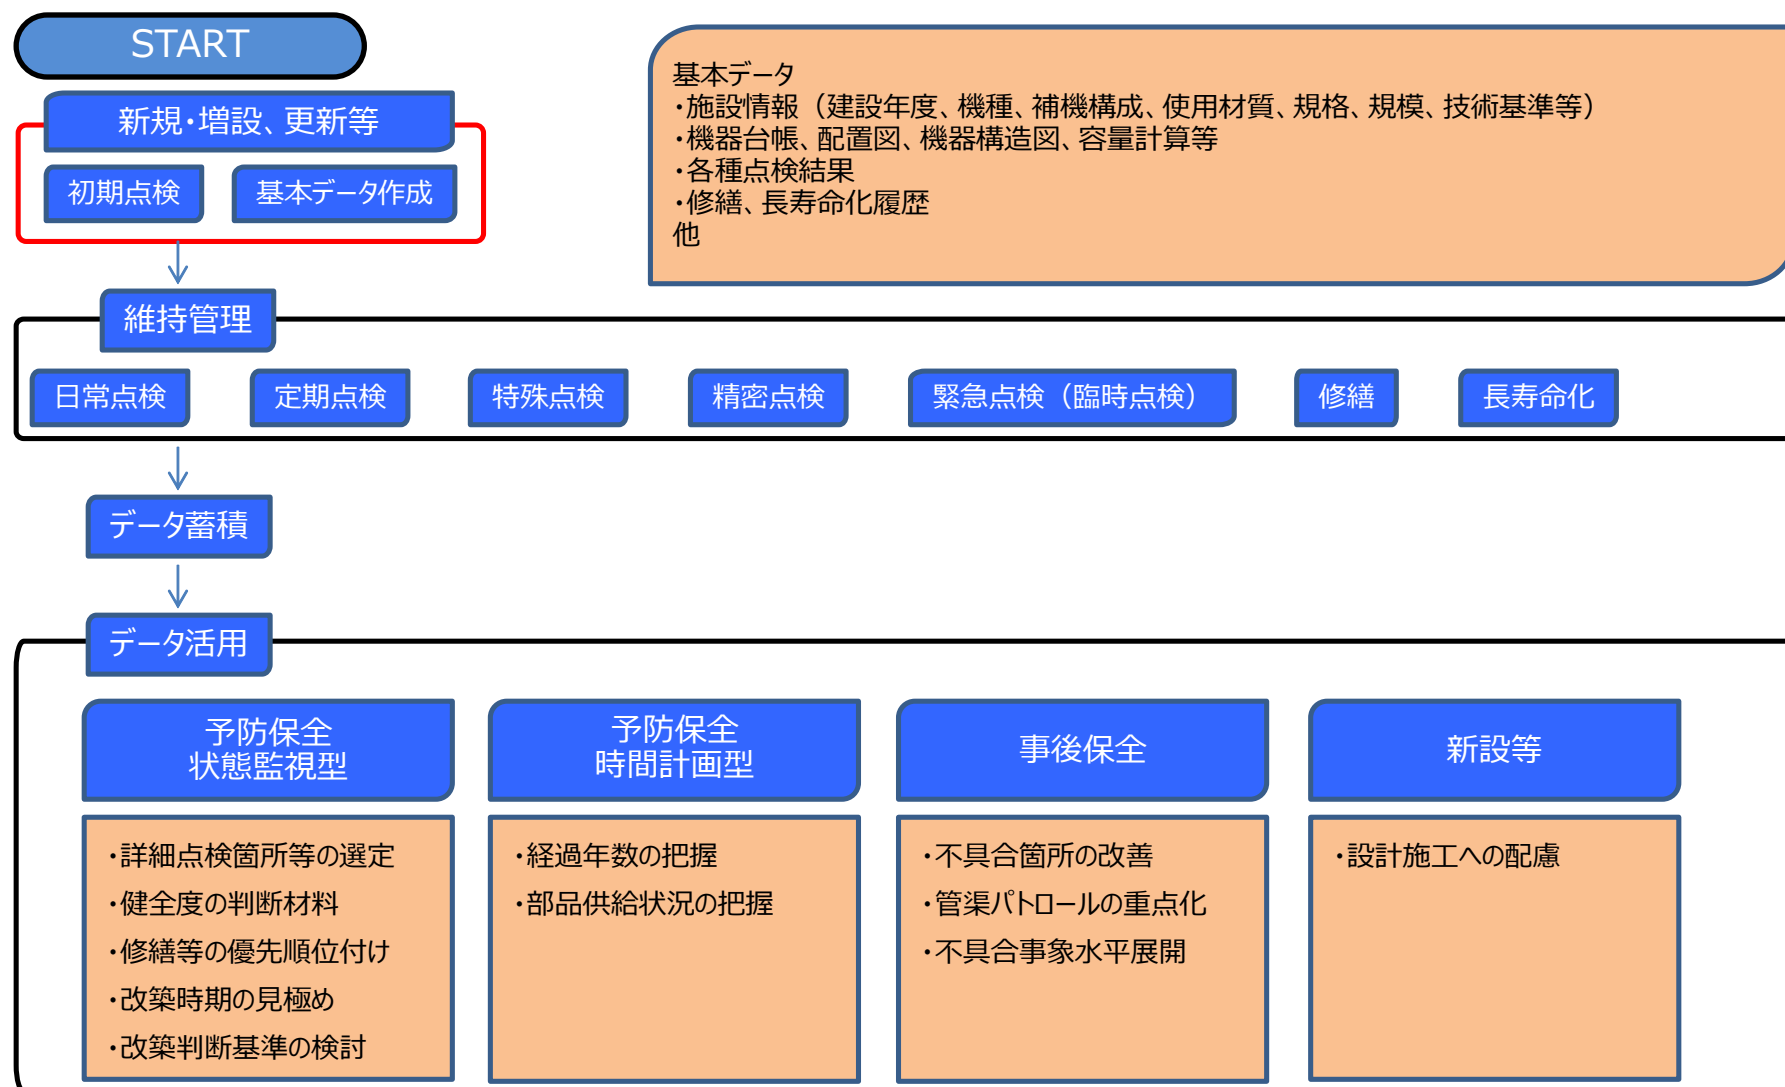 START
新規・増設、更新等
初期点検
基本データ作成
基本データ
・施設情報（建設年度、機種、補機構成、使用材質、規格、規模、技術基準等）
・機器台帳、配置図、機器構造図、容量計算等
・各種点検結果
・修繕、長寿命化履歴
他
維持管理
日常点検
定期点検
特殊点検
精密点検
緊急点検（臨時点検）
修繕
長寿命化
データ蓄積
データ活用
予防保全
状態監視型
・詳細点検箇所等の選定
・健全度の判断材料
・修繕等の優先順位付け
・改築時期の見極め
・改築判断基準の検討
予防保全
時間計画型
・経過年数の把握
・部品供給状況の把握
事後保全
・不具合箇所の改善
・管渠パトロールの重点化
・不具合事象水平展開
新設等
・設計施工への配慮